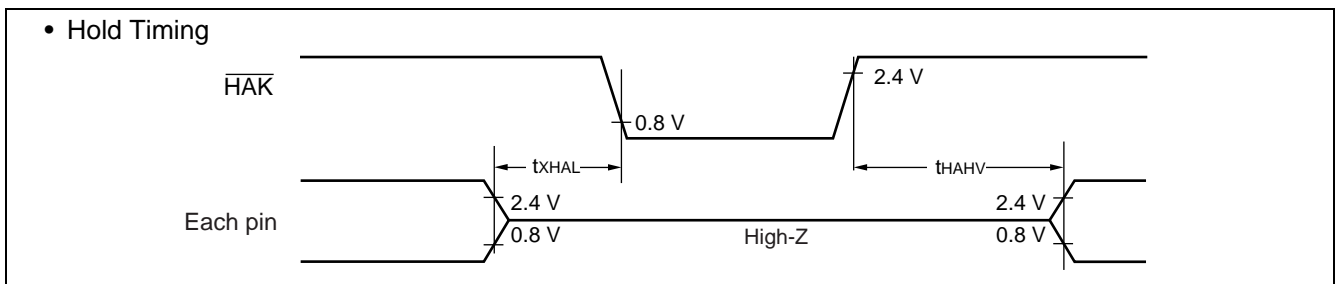 • Hold Timing
HAK
2.4 V
0.8 V
tXHAL
tHAHV
Each pin
2.4 V
2.4 V
0.8 V
High-Z
0.8 V